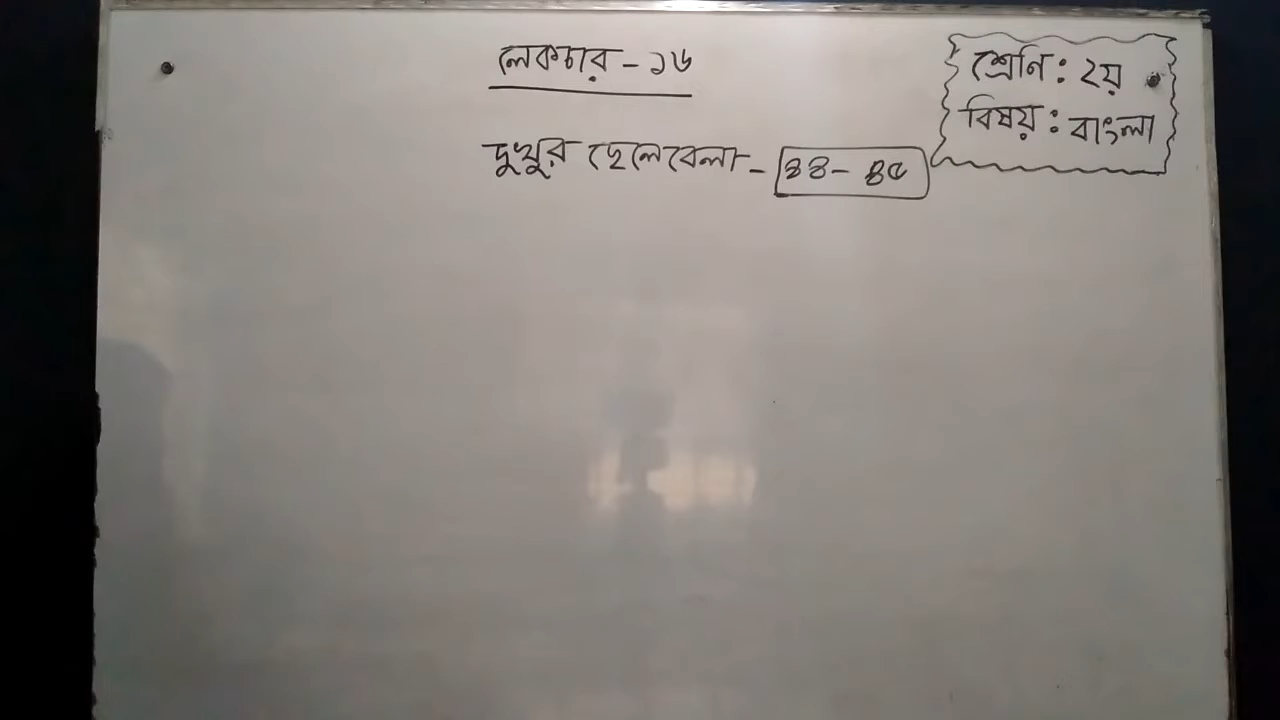 লেকচার - ১৬
শ্রেণি : ২য়
বিষয় : বাংলা
দুখুর ছেলেবেলা - ৪৪ - ৪৫